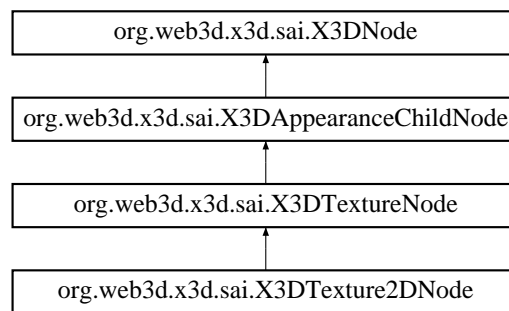 org.web3d.x3d.sai.X3DNode
org.web3d.x3d.sai.X3DAppearanceChildNode
org.web3d.x3d.sai.X3DTextureNode
org.web3d.x3d.sai.X3DTexture2DNode